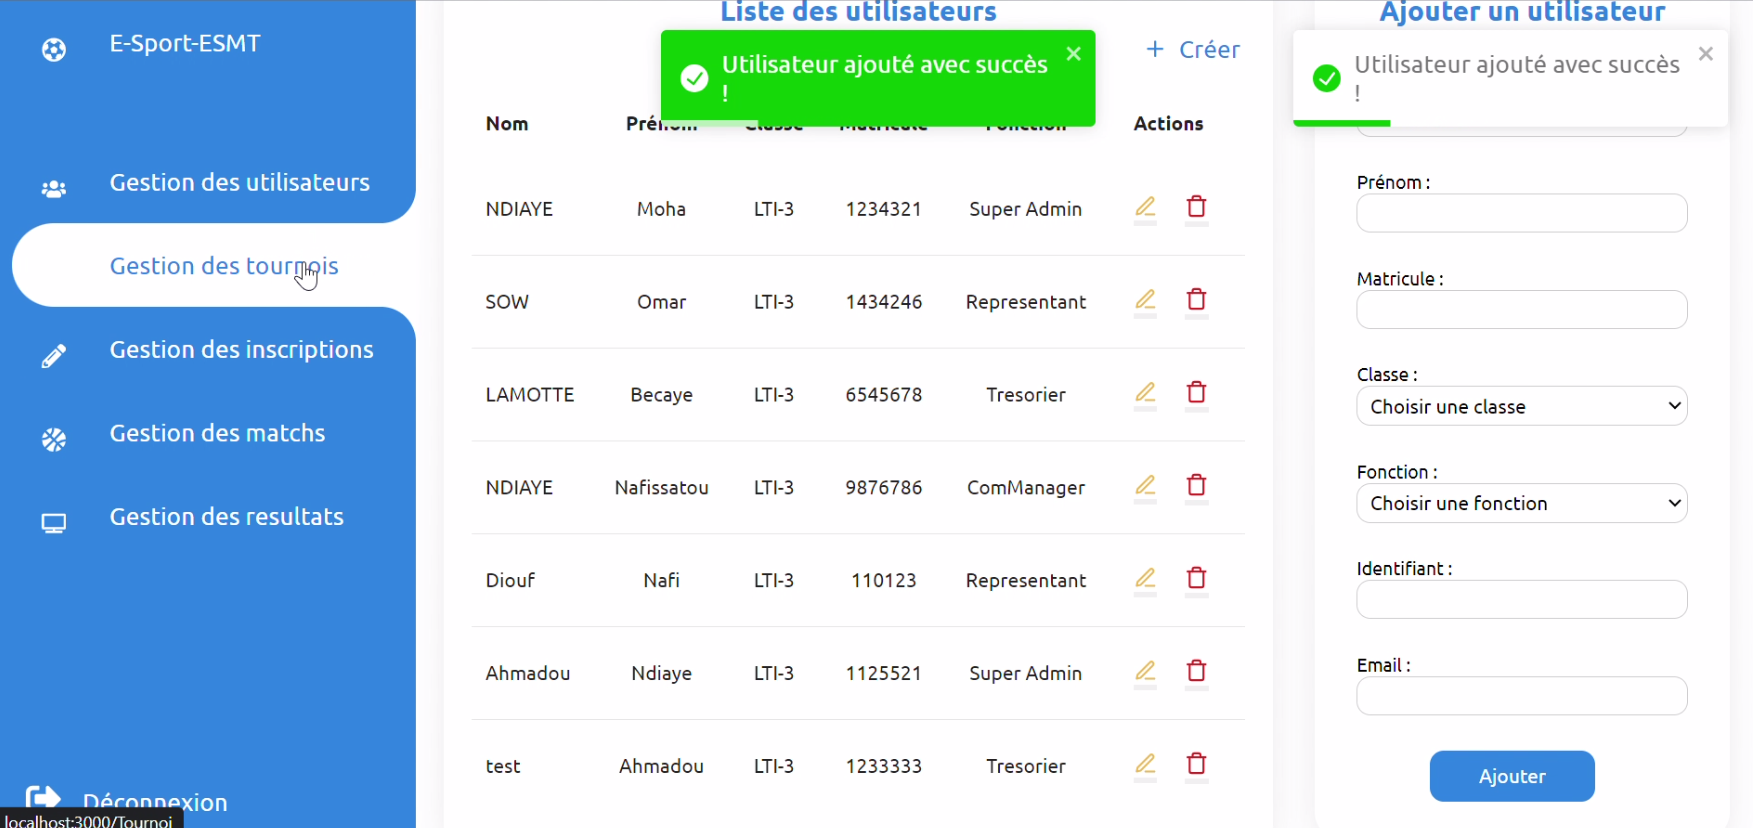 E-Sport-ESMT
Gestion des utilisateurs
Gestion des tournois
Gestion des inscriptions
Gestion des matchs
Gestion des resultats
Déconnexion
localhost:3000/Tournoi
Liste des utilisateurs
Utilisateur ajouté avec succès
!
+ Créer
Nom Prénom Classe Matricule Fonction Actions
NDIAYE Moha LTI-3 1234321 Super Admin
SOW Omar LTI-3 1434246 Representant
LAMOTTE Becaye LTI-3 6545678 Tresorier
NDIAYE Nafissatou LTI-3 9876786 ComManager
Diouf Nafi LTI-3 110123 Representant
Ahmadou Ndiaye LTI-3 1125521 Super Admin
test Ahmadou LTI-3 1233333 Tresorier
Ajouter un utilisateur
Utilisateur ajouté avec succès
!
Prénom :
Matricule :
Classe :
Choisir une classe
Fonction :
Choisir une fonction
Identifiant :
Email :
Ajouter